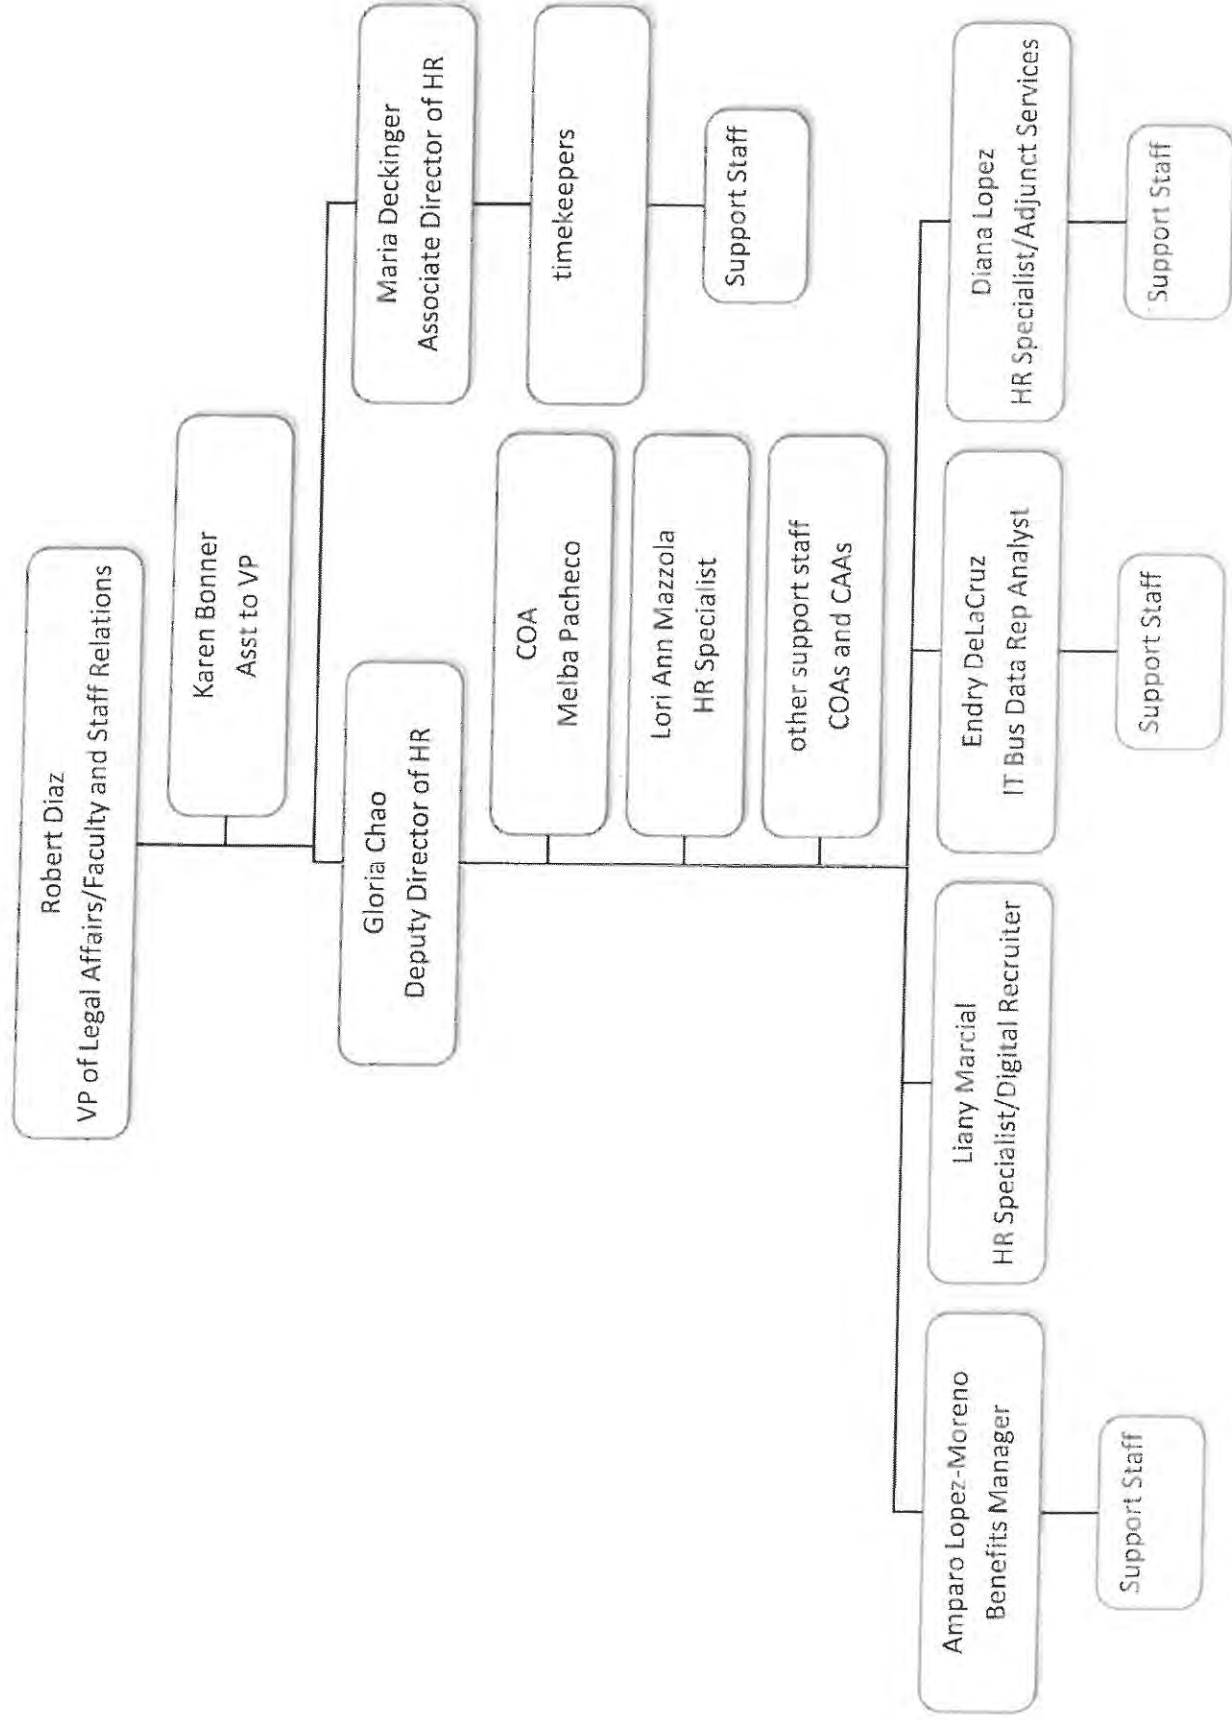 Robert Diaz
VP of Legal Affairs/Faculty and Staff Relations
Karen Bonner
Asst to VP
Gloria Chao
Deputy Director of HR
Maria Deckinger
Associate Director of HR
timekeepers
Support Staff
COA
Melba Pacheco
Lori Ann Mazzola
HR Specialist
other support staff
COAs and CAAs
Amparo Lopez-Moreno
Benefits Manager
Support Staff
Liany Marcial
HR Specialist/Digital Recruiter
Endry DeLaCruz
IT Bus Data Rep Analyst
Support Staff
Diana Lopez
HR Specialist/Adjunct Services
Support Staff